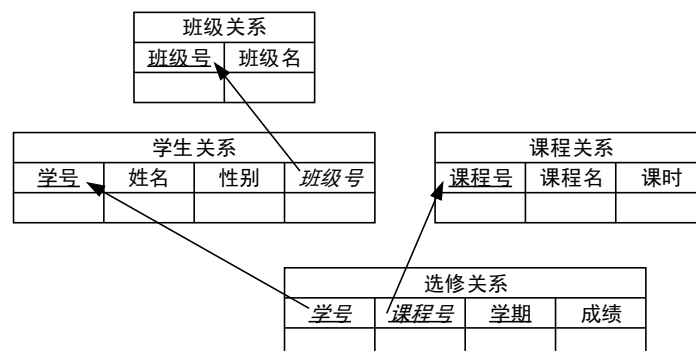 班级关系
班级号 班级名
学生关系
学号 姓名 性别 班级号
课程关系
课程号 课程名 课时
选修关系
学号 课程号 学期 成绩